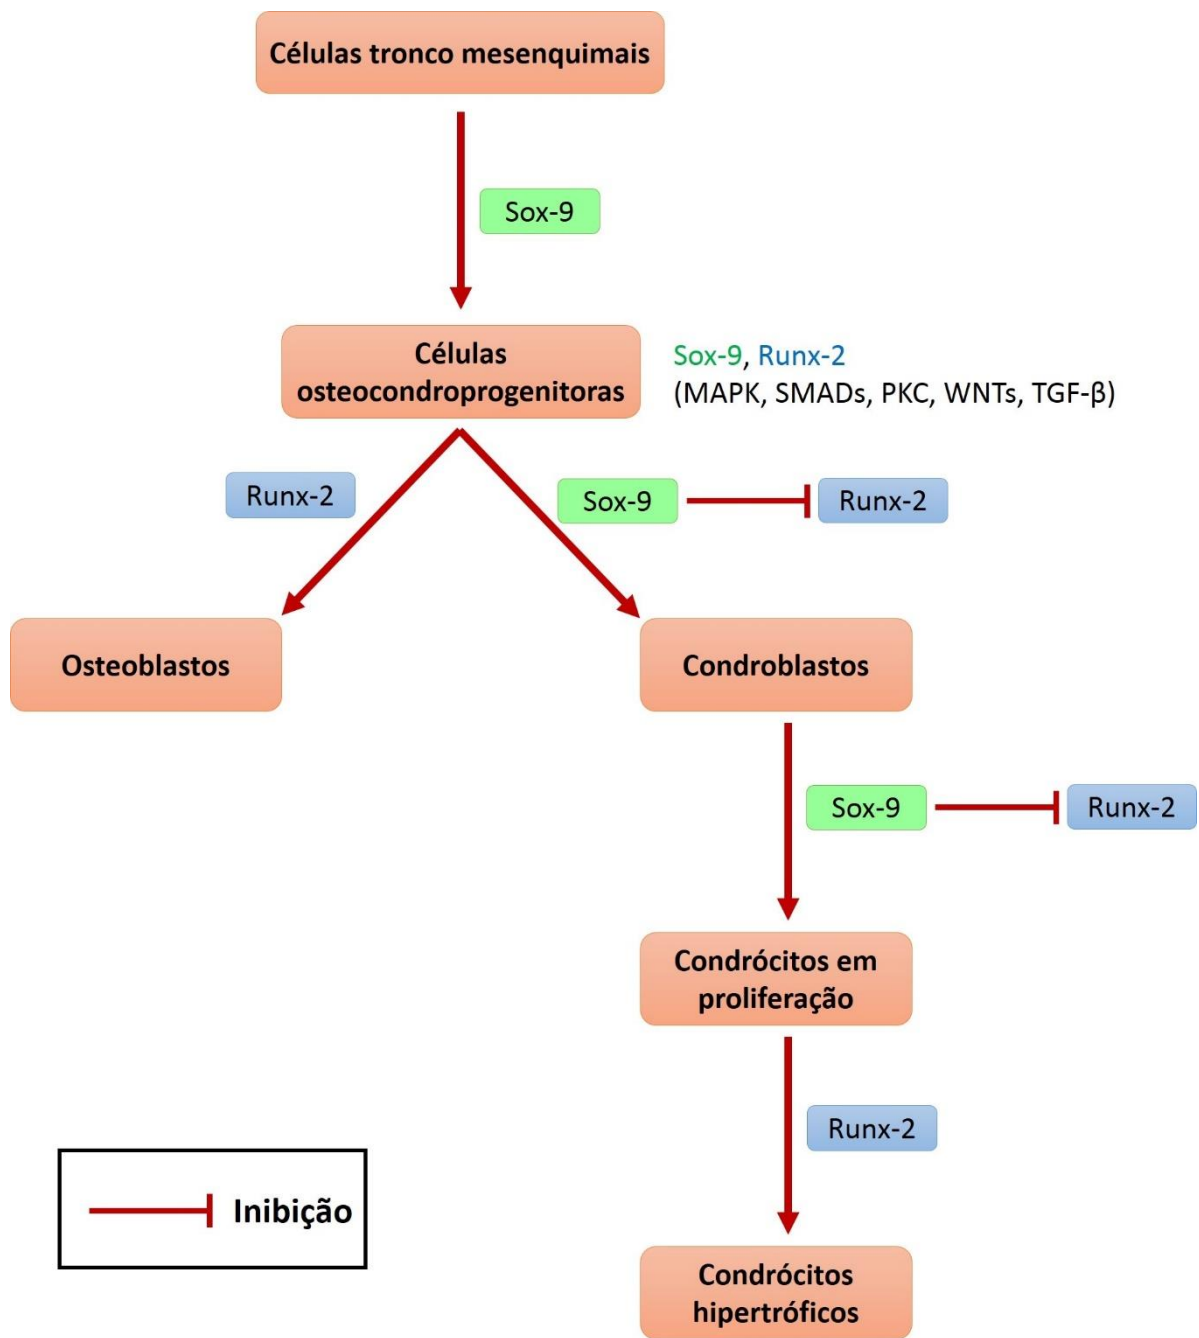 Células tronco mesenquimais
Sox-9
Células
osteocondroprogenitoras
Sox-9, Runx-2
(MAPK, SMADs, PKC, WNTs, TGF-β)
Runx-2
Sox-9
Runx-2
Osteoblastos
Condroblastos
Sox-9
Runx-2
Condrócitos em
proliferação
Runx-2
Inibição
Condrócitos
hipertróficos